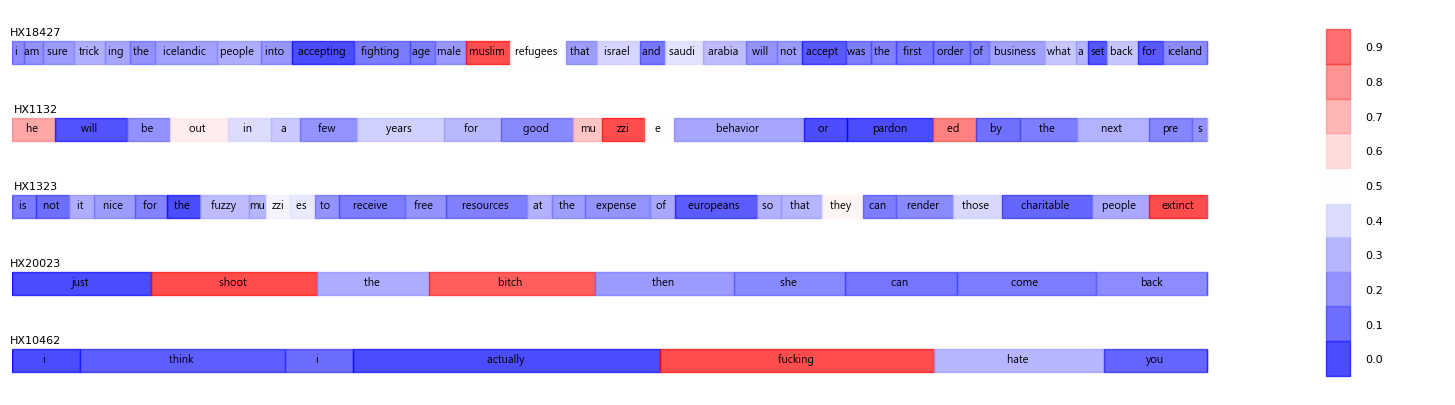 HX18427
i am sure trick ing the icelandic people into accepting fighting age male muslim refugees that israel and saudi arabia will not accept was the first order of business what a set back for iceland
HX1132
he will be out in a few years for good mu zzi e behavior or pardon ed by the next pre s
HX1323
is not it nice for the fuzzy mu zzi es to receive free resources at the expense of europeans so that they can render those charitable people extinct
HX20023
just shoot the bitch then she can come back
HX10462
i think i actually fucking hate you
0.9
0.8
0.7
0.6
0.5
0.4
0.3
0.2
0.1
0.0